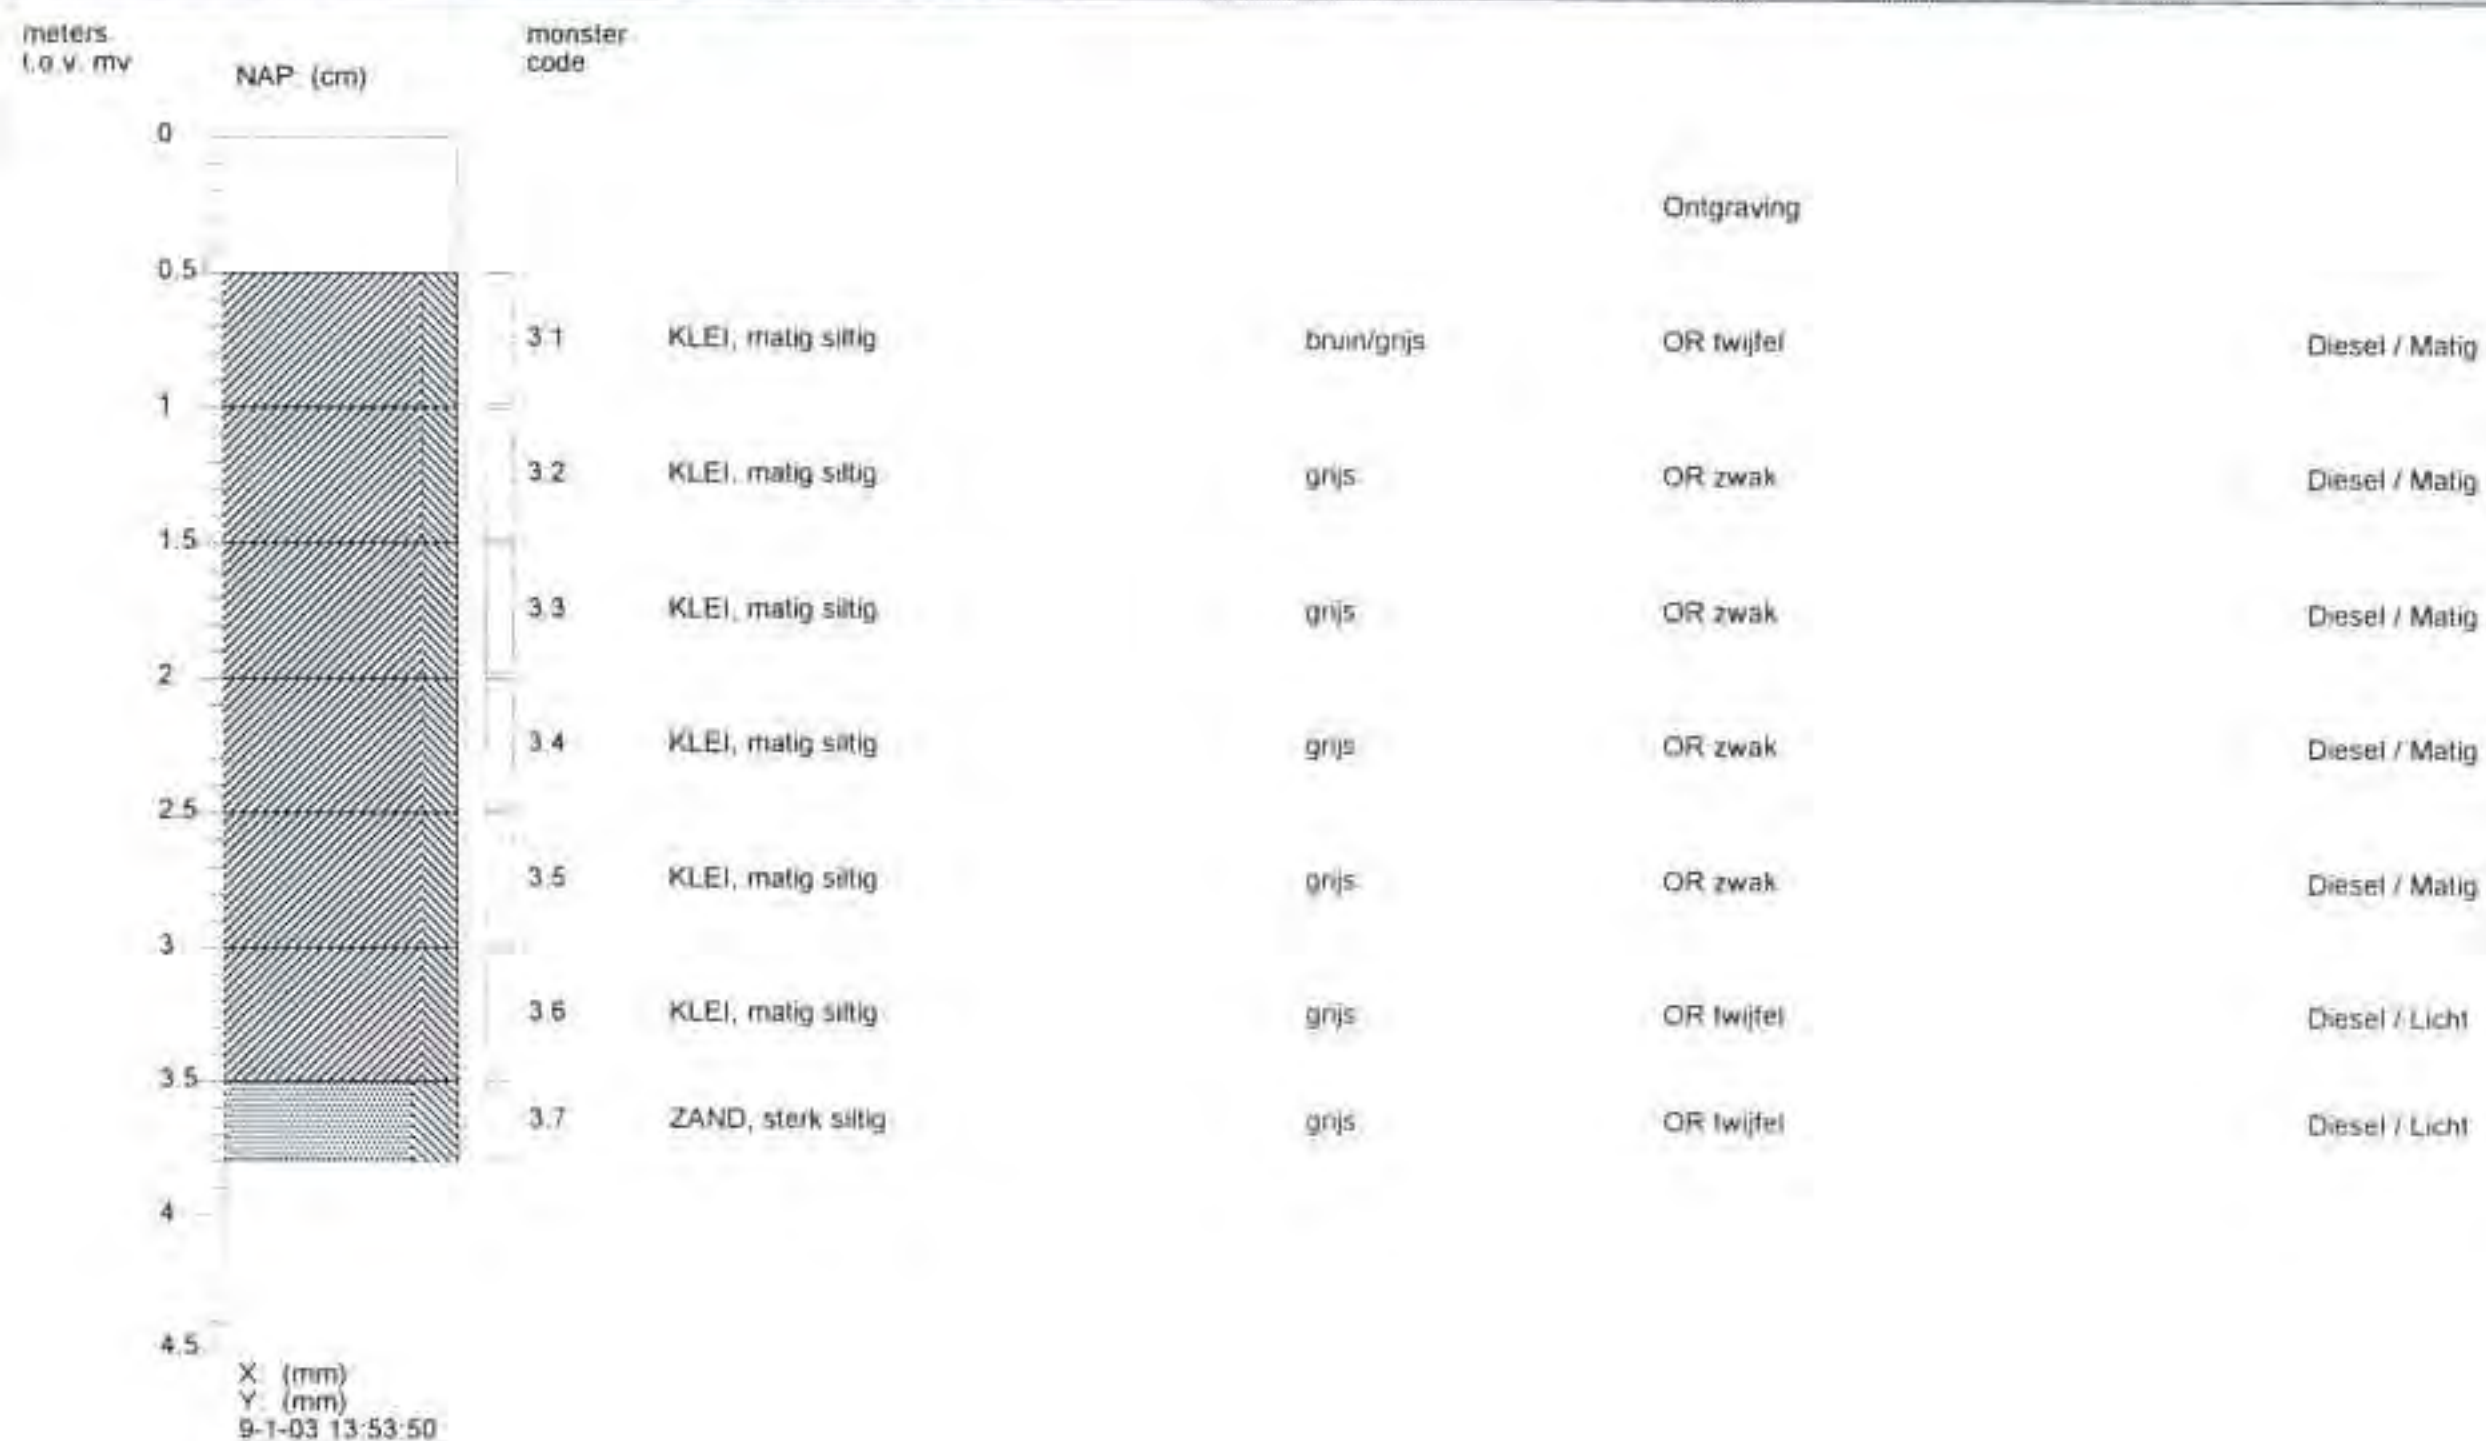 meters
t.o.v. mv
NAP: (cm)
monster
code
0
Ontgraving
0.5
3.1 KLEI, matig siltig bruin/grijs OR twijfel Diesel / Matig
1
3.2 KLEI, matig siltig grijs OR zwak Diesel / Matig
1.5
3.3 KLEI, matig siltig grijs OR zwak Diesel / Matig
2
3.4 KLEI, matig siltig grijs OR zwak Diesel / Matig
2.5
3.5 KLEI, matig siltig grijs OR zwak Diesel / Matig
3
3.6 KLEI, matig siltig grijs OR twijfel Diesel / Licht
3.5
3.7 ZAND, sterk siltig grijs OR twijfel Diesel / Licht
4
4.5
X: (mm)
Y: (mm)
9-1-03 13:53:50